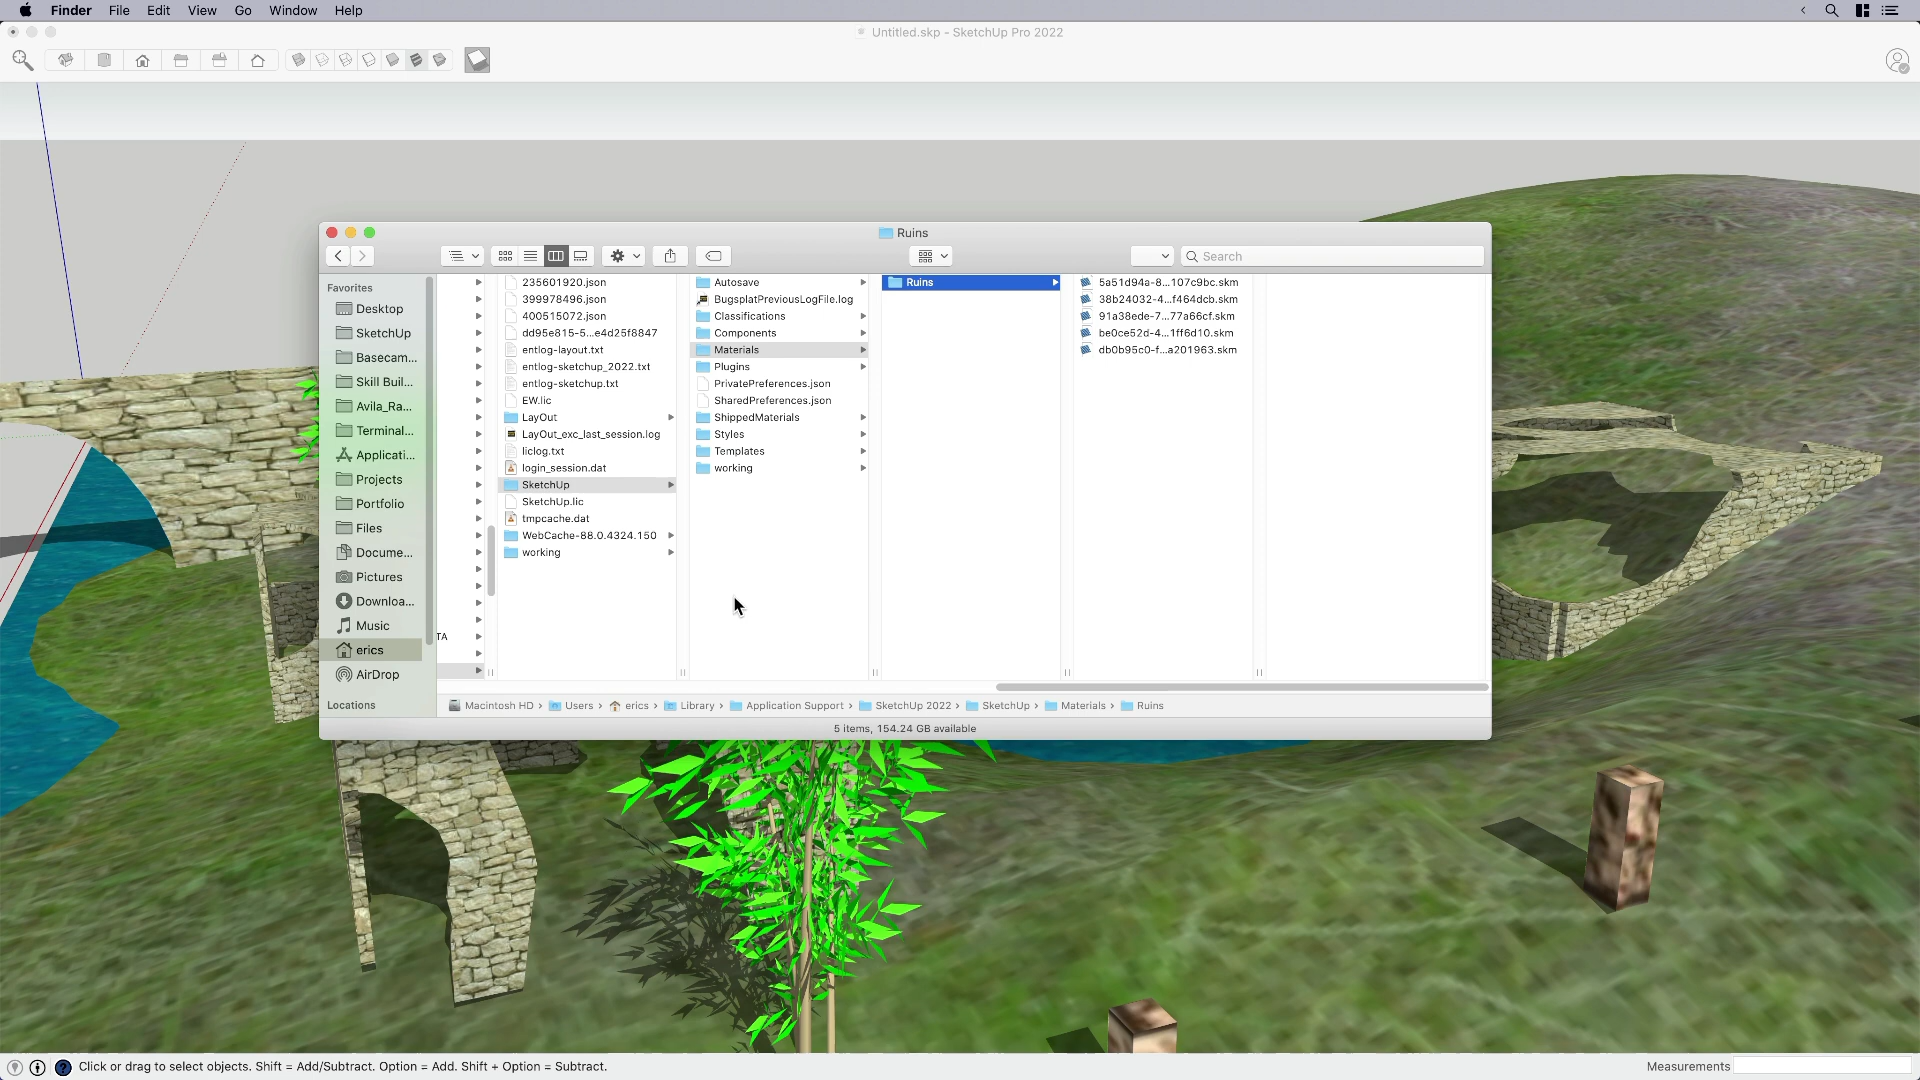 Finder File Edit View Go Window Help
Untitled.skp - SketchUp Pro 2022
Ruins
Search
Favorites
Desktop
SketchUp
Basecam...
Skill Buil...
Avila_Ra...
Terminal...
Applicati...
Projects
Portfolio
Files
Docume...
Pictures
Downloa...
Music
erics
AirDrop
Locations
TA
235601920.json
399978496.json
400515072.json
dd95e815-5...e4d25f8847
entlog-layout.txt
entlog-sketchup_2022.txt
entlog-sketchup.txt
EW.lic
LayOut
LayOut_exc_last_session.log
liclog.txt
login_session.dat
SketchUp
SketchUp.lic
tmpcache.dat
WebCache-88.0.4324.150
working
Autosave
BugsplatPreviousLogFile.log
Classifications
Components
Materials
Plugins
PrivatePreferences.json
SharedPreferences.json
ShippedMaterials
Styles
Templates
working
Ruins
5a51d94a-8...107c9bc.skm
38b24032-4...f464dcb.skm
91a38ede-7...77a66cf.skm
be0ce52d-4...1ff6d10.skm
db0b95c0-f...a201963.skm
Macintosh HD › Users › erics › Library › Application Support › SketchUp 2022 › SketchUp › Materials › Ruins
5 items, 154.24 GB available
Click or drag to select objects. Shift = Add/Subtract. Option = Add. Shift + Option = Subtract.
Measurements